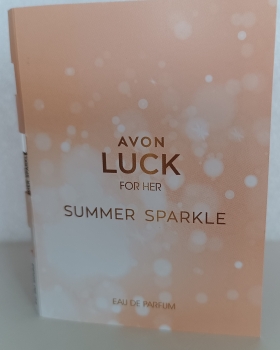 AVON
LUCK
FOR HER
SUMMER SPARKLE
EAU DE PARFUM